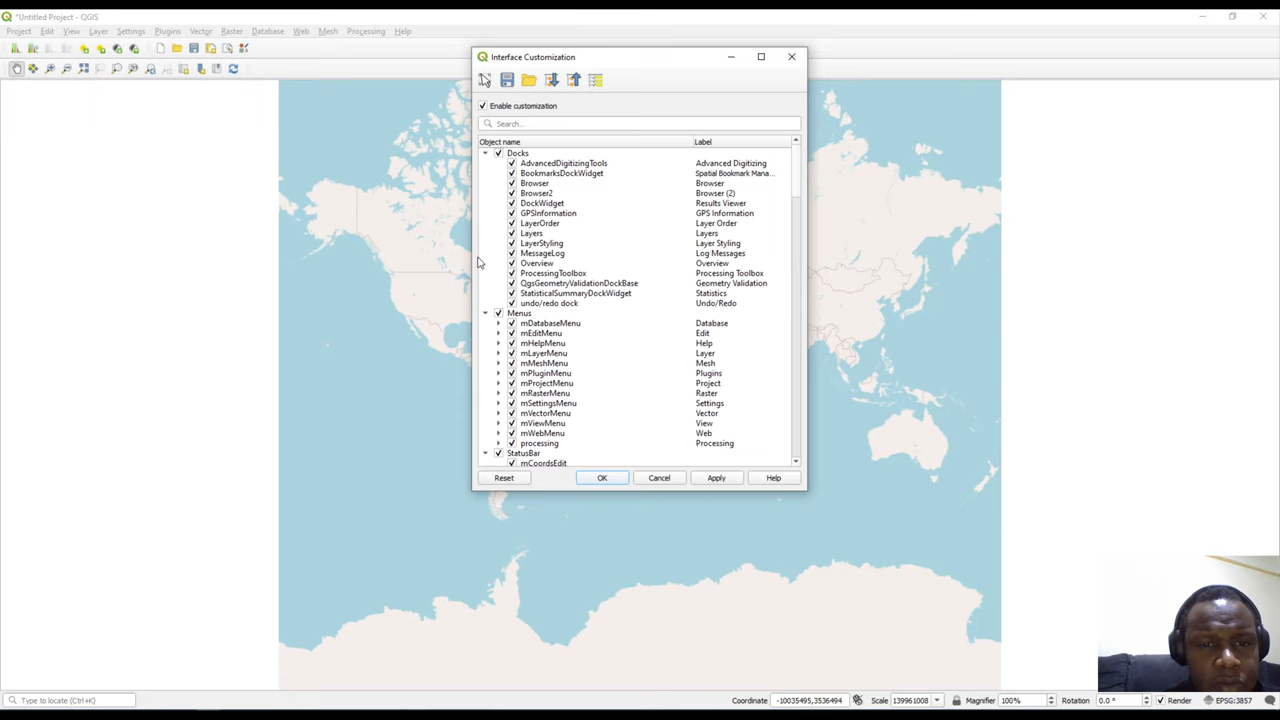 *Untitled Project - QGIS
Project Edit View Layer Settings Plugins Vector Raster Database Web Mesh Processing Help
Interface Customization
Enable customization
Search...
Object name Label
Docks
AdvancedDigitizingTools Advanced Digitizing
BookmarksDockWidget Spatial Bookmark Mana...
Browser Browser
Browser2 Browser (2)
DockWidget Results Viewer
GPSInformation GPS Information
LayerOrder Layer Order
Layers Layers
LayerStyling Layer Styling
MessageLog Log Messages
Overview Overview
ProcessingToolbox Processing Toolbox
QgsGeometryValidationDockBase Geometry Validation
StatisticalSummaryDockWidget Statistics
undo/redo dock Undo/Redo
Menus
mDatabaseMenu Database
mEditMenu Edit
mHelpMenu Help
mLayerMenu Layer
mMeshMenu Mesh
mPluginMenu Plugins
mProjectMenu Project
mRasterMenu Raster
mSettingsMenu Settings
mVectorMenu Vector
mViewMenu View
mWebMenu Web
processing Processing
StatusBar
mCoordsEdit
Reset OK Cancel Apply Help
Type to locate (Ctrl+K) Coordinate -10035495,3536494 Scale 139961008 Magnifier 100% Rotation 0.0 ° Render EPSG:3857